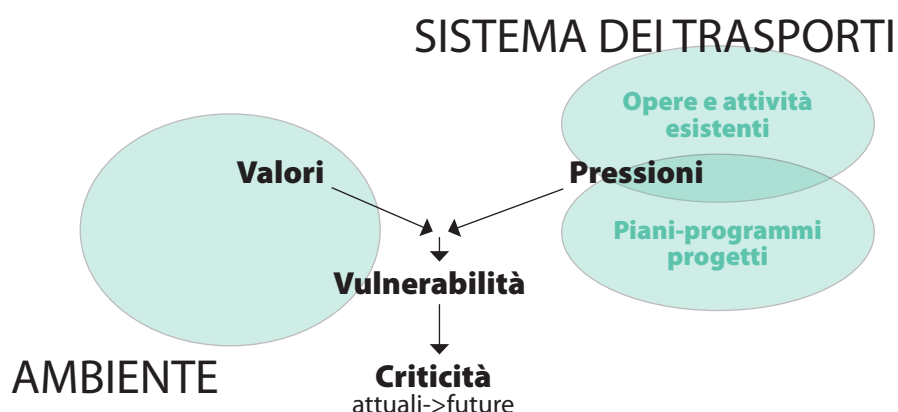 SISTEMA DEI TRASPORTI
Opere e attività
esistenti
Valori
Pressioni
Piani-programmi
progetti
Vulnerabilità
AMBIENTE
Criticità
attuali->future